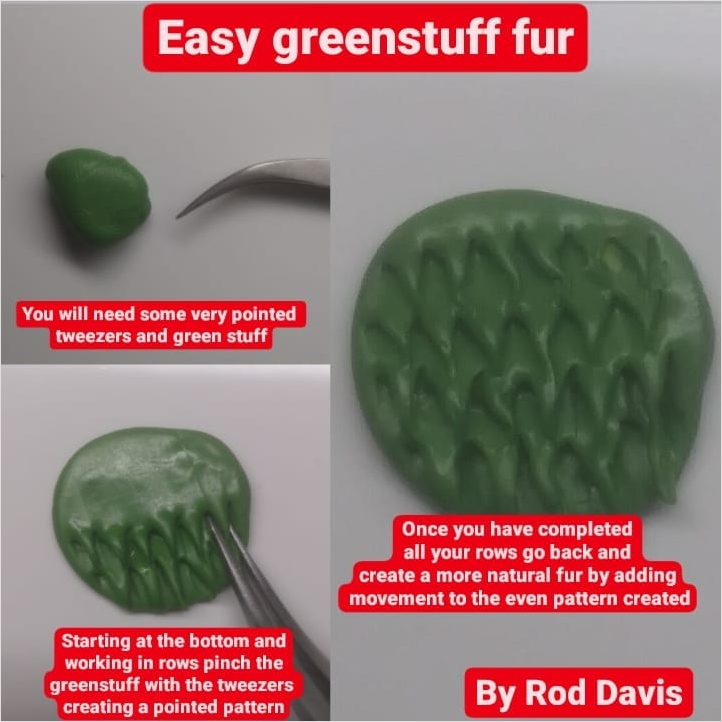 Easy greenstuff fur
You will need some very pointed
tweezers and green stuff
Starting at the bottom and
working in rows pinch the
greenstuff with the tweezers
creating a pointed pattern
Once you have completed
all your rows go back and
create a more natural fur by adding
movement to the even pattern created
By Rod Davis